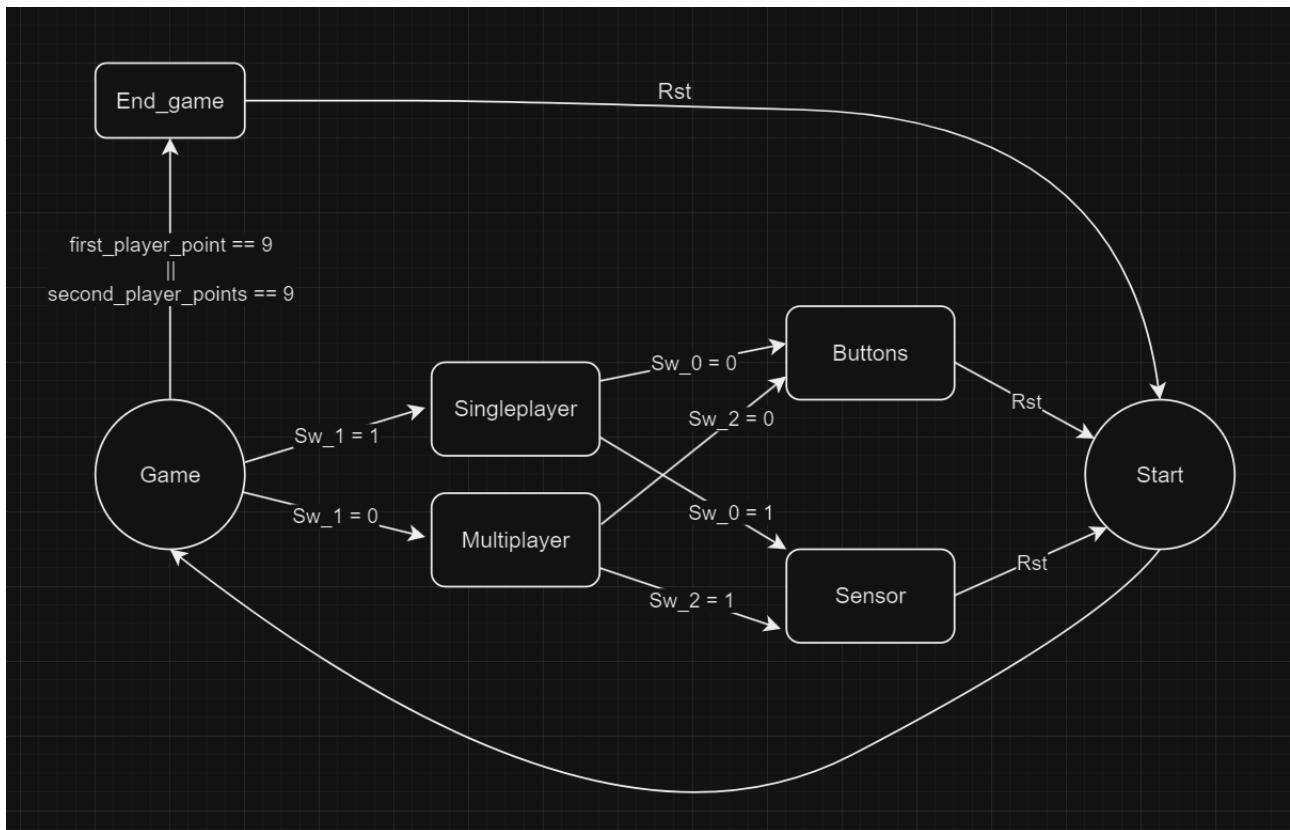 End_game
Rst
first_player_point == 9
||
second_player_points == 9
Buttons
Sw_0 = 0
Singleplayer
Sw_2 = 0
Rst
Sw_1 = 1
Game
Start
Sw_1 = 0
Sw_0 = 1
Multiplayer
Rst
Sw_2 = 1
Sensor